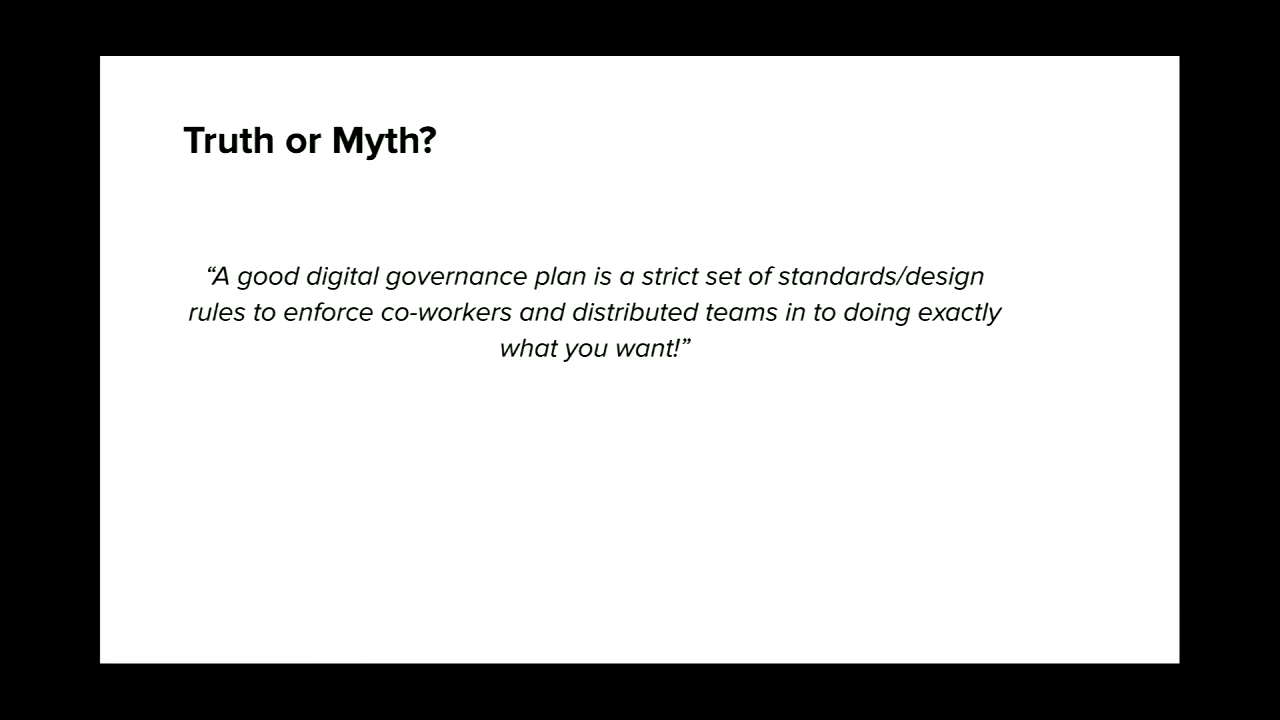 Truth or Myth?
“A good digital governance plan is a strict set of standards/design
rules to enforce co-workers and distributed teams in to doing exactly
what you want!”